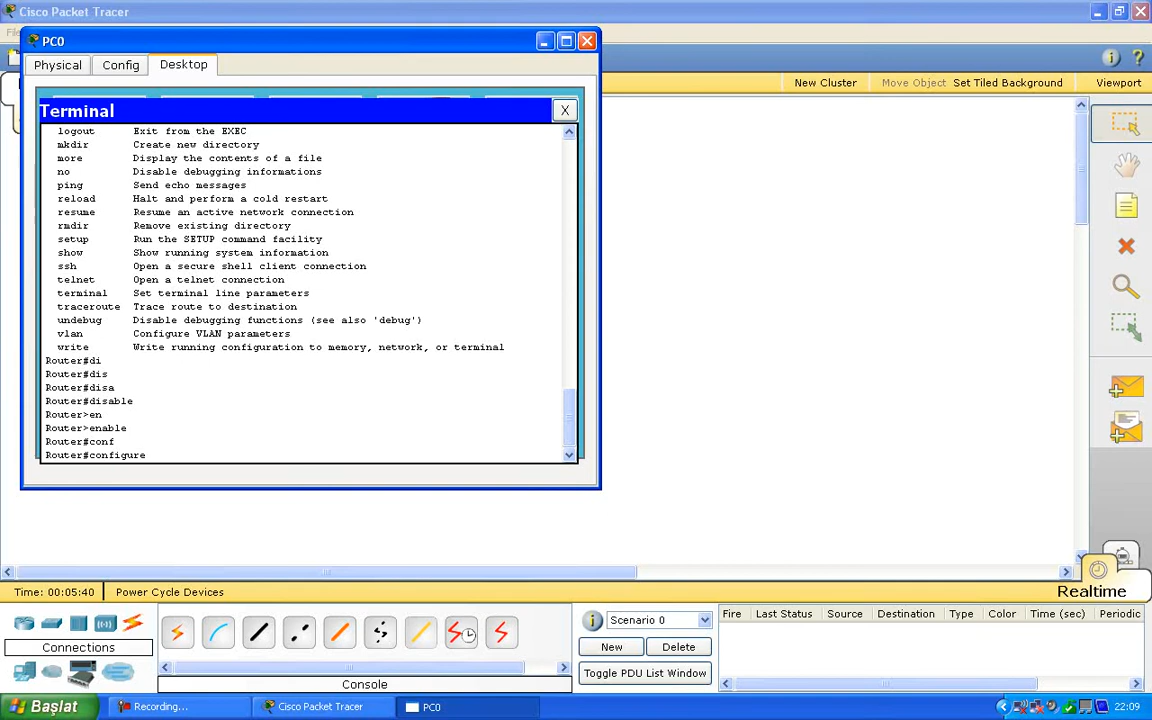 Cisco Packet Tracer
PC0
Physical
Config
Desktop
New Cluster
Move Object
Set Tiled Background
Viewport
Terminal
X
logout Exit from the EXEC
mkdir Create new directory
more Display the contents of a file
no Disable debugging informations
ping Send echo messages
reload Halt and perform a cold restart
resume Resume an active network connection
rmdir Remove existing directory
setup Run the SETUP command facility
show Show running system information
ssh Open a secure shell client connection
telnet Open a telnet connection
terminal Set terminal line parameters
traceroute Trace route to destination
undebug Disable debugging functions (see also 'debug')
vlan Configure VLAN parameters
write Write running configuration to memory, network, or terminal
Router#di
Router#dis
Router#disa
Router#disable
Router>en
Router>enable
Router#conf
Router#configure
Time: 00:05:40
Power Cycle Devices
Realtime
Connections
Console
Scenario 0
New
Delete
Toggle PDU List Window
Fire Last Status Source Destination Type Color Time (sec) Periodic
Başlat
Recording...
Cisco Packet Tracer
PC0
22:09